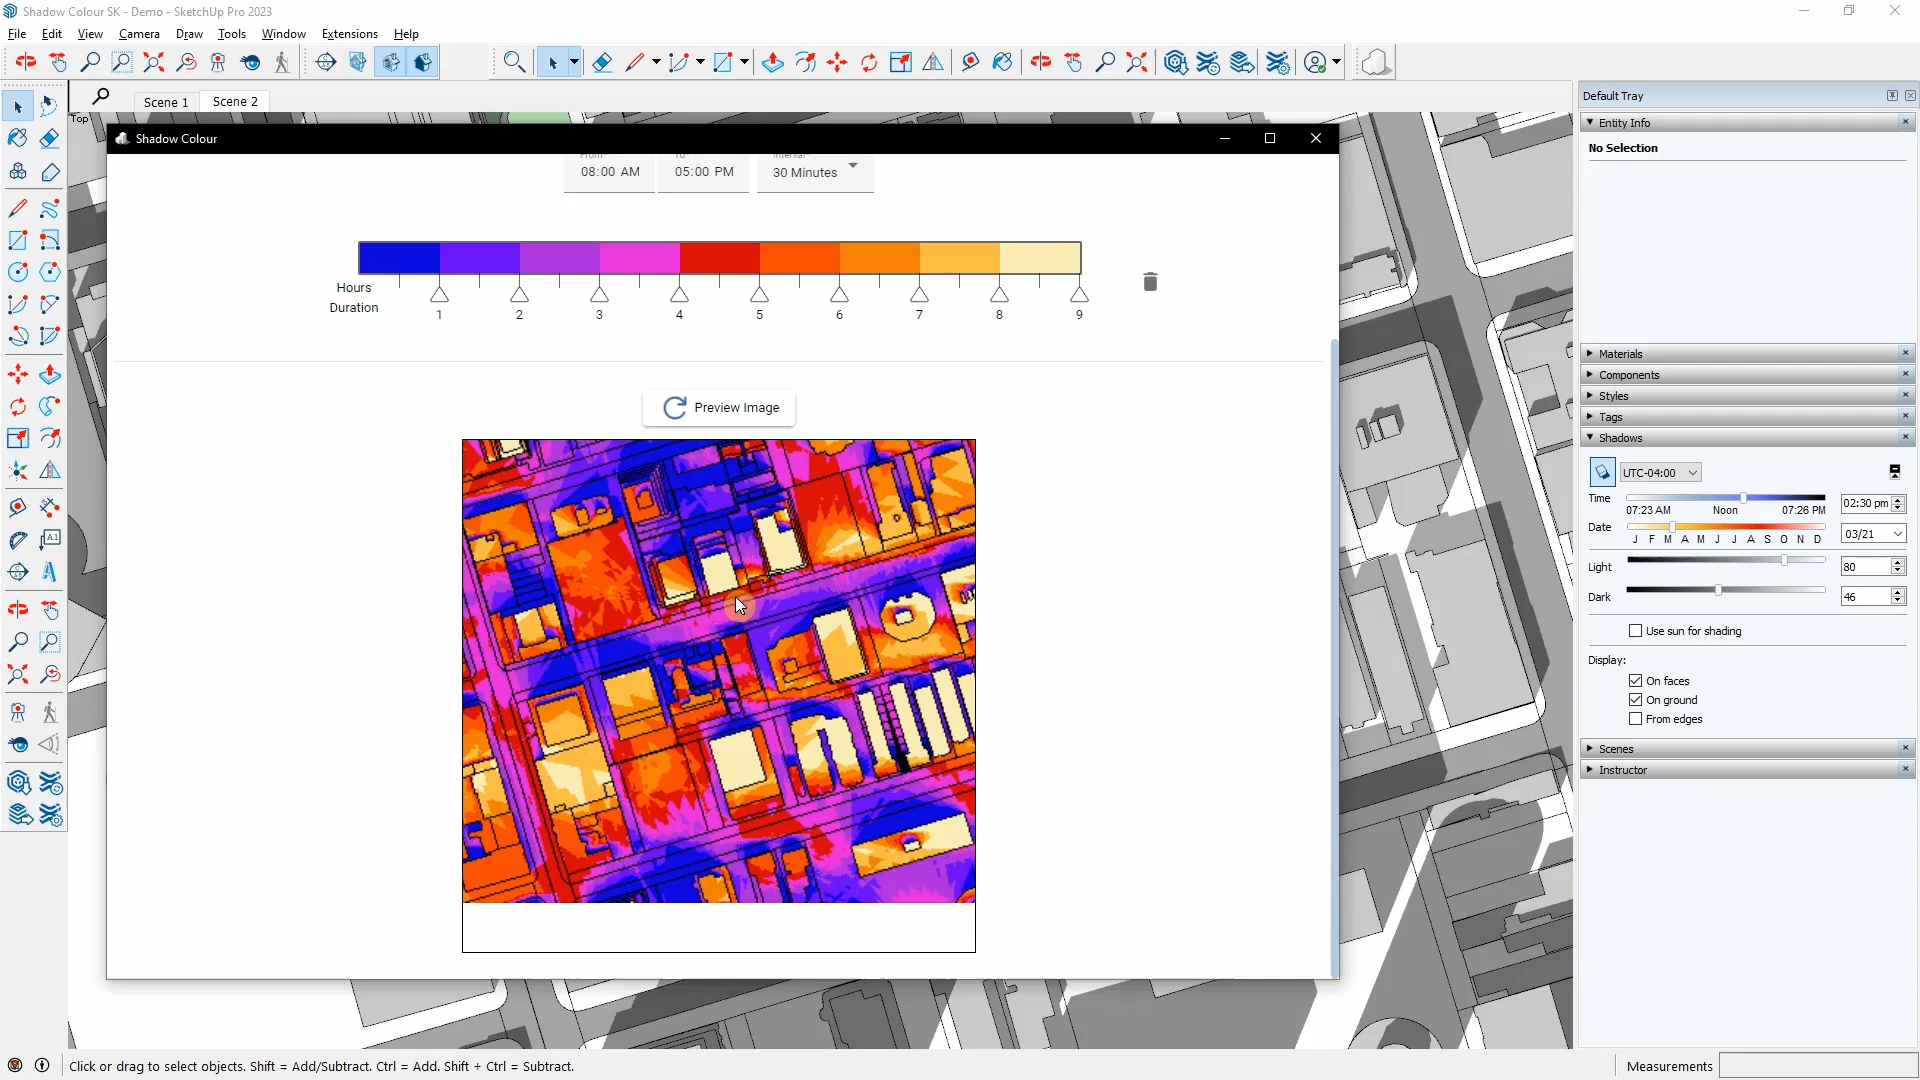 Shadow Colour SK - Demo - SketchUp Pro 2023
File Edit View Camera Draw Tools Window Extensions Help
Scene 1 Scene 2
Top
Shadow Colour
08:00 AM 05:00 PM 30 Minutes
Hours
Duration
1 2 3 4 5 6 7 8 9
Preview Image
Default Tray
Entity Info
No Selection
Materials
Components
Styles
Tags
Shadows
UTC-04:00
Time 02:30 pm
07:23 AM Noon 07:26 PM
Date 03/21
J F M A M J J A S O N D
Light 80
Dark 46
Use sun for shading
Display:
On faces
On ground
From edges
Scenes
Instructor
Click or drag to select objects. Shift = Add/Subtract. Ctrl = Add. Shift + Ctrl = Subtract.
Measurements